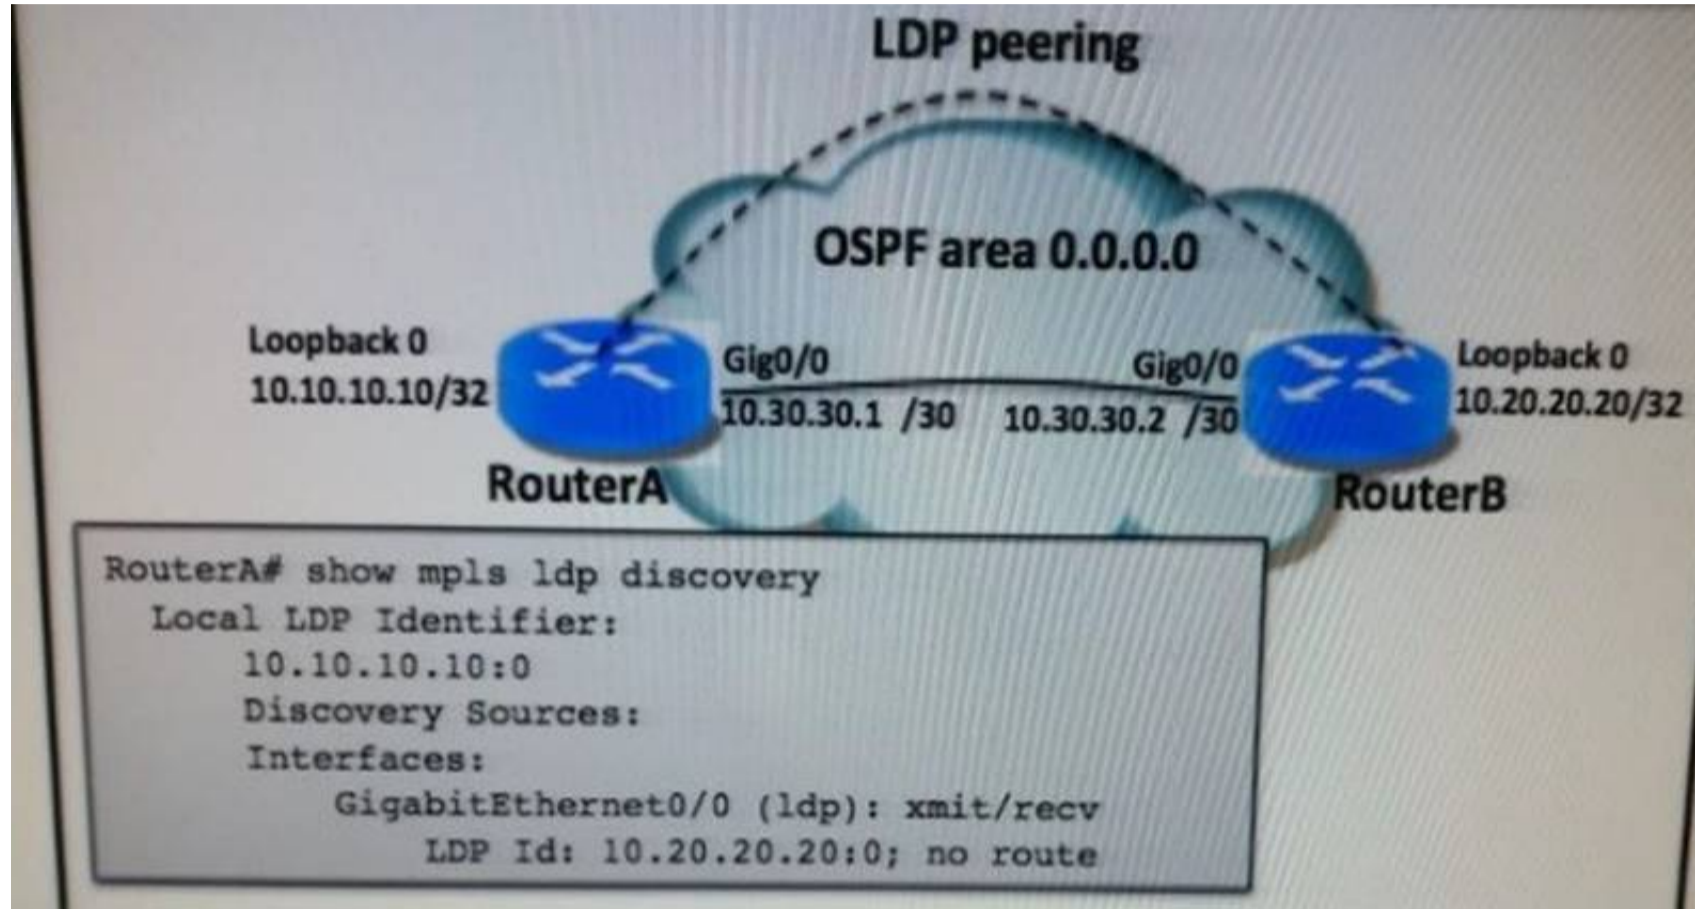 LDP peering
OSPF area 0.0.0.0
Loopback 0
10.10.10.10/32
Gig0/0
10.30.30.1 /30
RouterA
Gig0/0
10.30.30.2 /30
Loopback 0
10.20.20.20/32
RouterB
RouterA# show mpls ldp discovery
Local LDP Identifier:
10.10.10.10:0
Discovery Sources:
Interfaces:
GigabitEthernet0/0 (ldp): xmit/recv
LDP Id: 10.20.20.20:0; no route